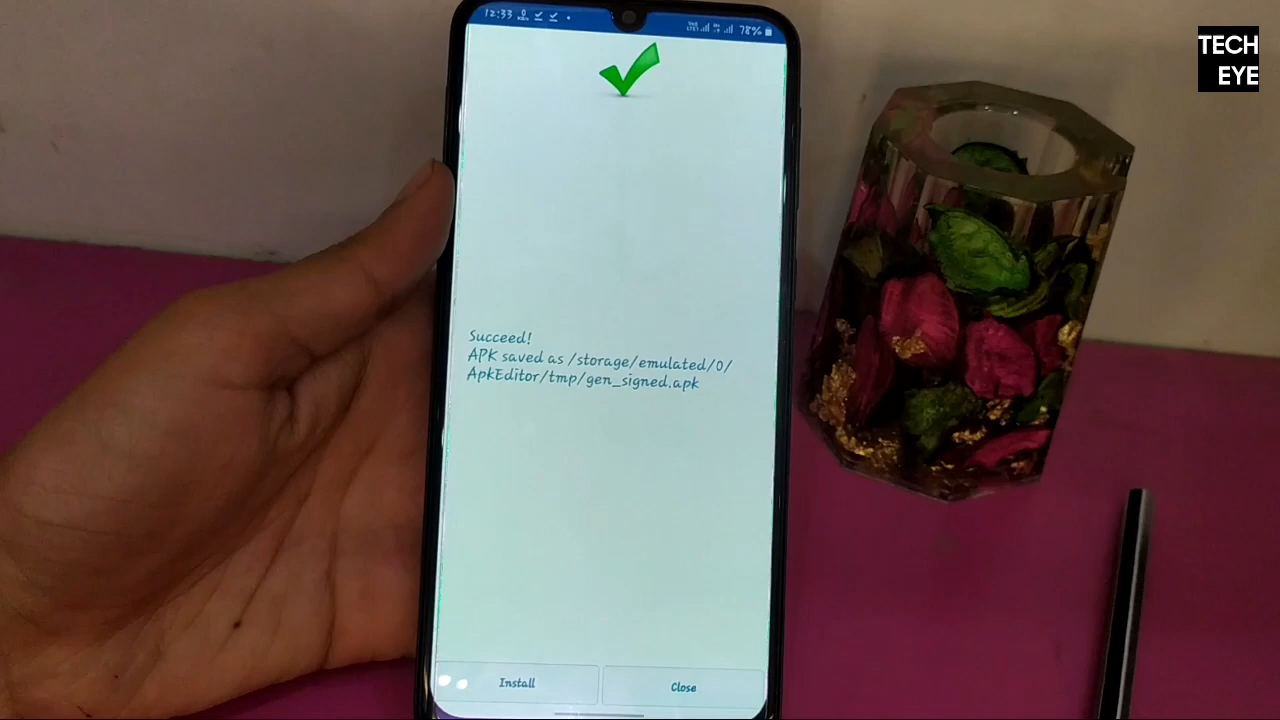 12:33
78%
TECH
EYE
Succeed!
APK saved as /storage/emulated/0/
ApkEditor/tmp/gen_signed.apk
Install
Close